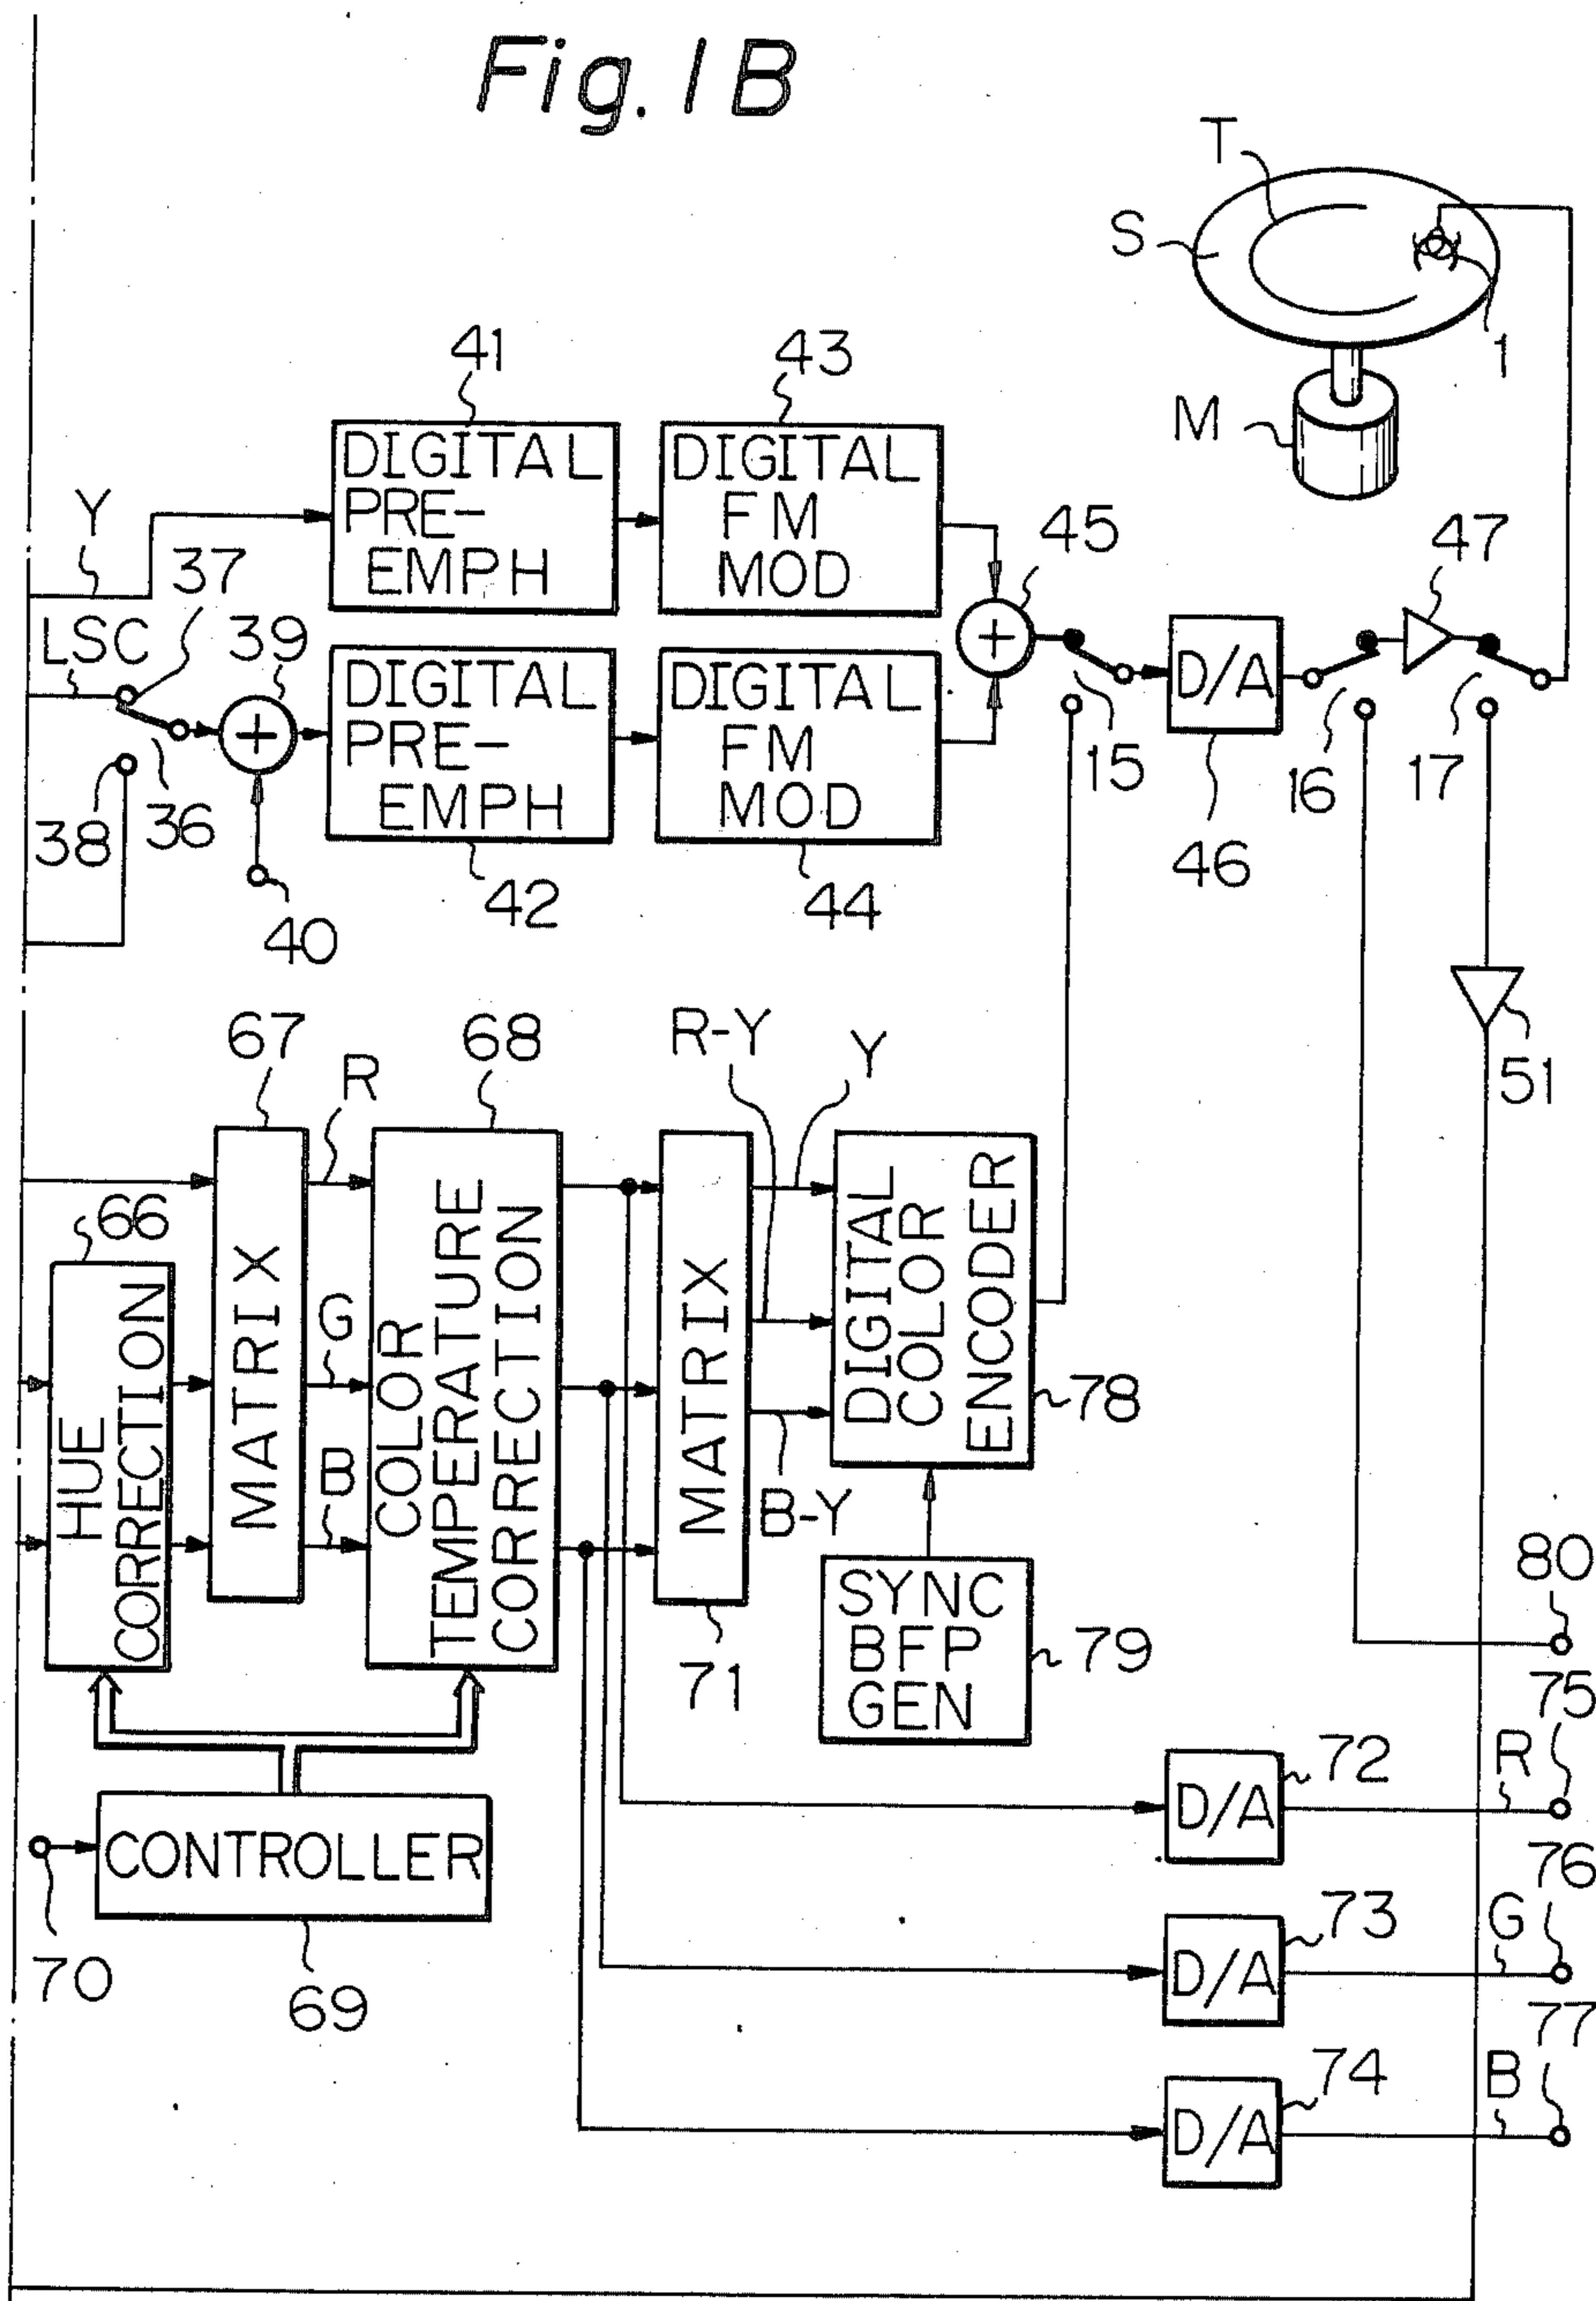 Fig. 1B
T
S
1
M
41
43
DIGITAL
PRE-
EMPH
DIGITAL
FM
MOD
Y
37
45
47
LSC
39
DIGITAL
PRE-
EMPH
DIGITAL
FM
MOD
D/A
15
16
17
38
36
40
42
44
46
51
67
R
68
R-Y
Y
66
HUE
CORRECTION
MATRIX
G
B
COLOR
TEMPERATURE
CORRECTION
MATRIX
DIGITAL
COLOR
ENCODER
78
B-Y
71
SYNC
BFP
GEN
79
80
75
CONTROLLER
70
69
D/A
72
R
76
D/A
73
G
77
D/A
74
B